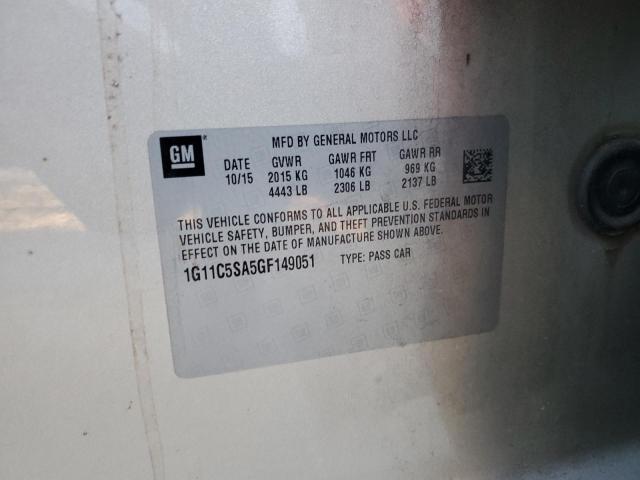 GM
MFD BY GENERAL MOTORS LLC
DATE GVWR GAWR FRT GAWR RR
10/15 2015 KG 1046 KG 969 KG
4443 LB 2306 LB 2137 LB
THIS VEHICLE CONFORMS TO ALL APPLICABLE U.S. FEDERAL MOTOR
VEHICLE SAFETY, BUMPER, AND THEFT PREVENTION STANDARDS IN
EFFECT ON THE DATE OF MANUFACTURE SHOWN ABOVE.
1G11C5SA5GF149051 TYPE: PASS CAR